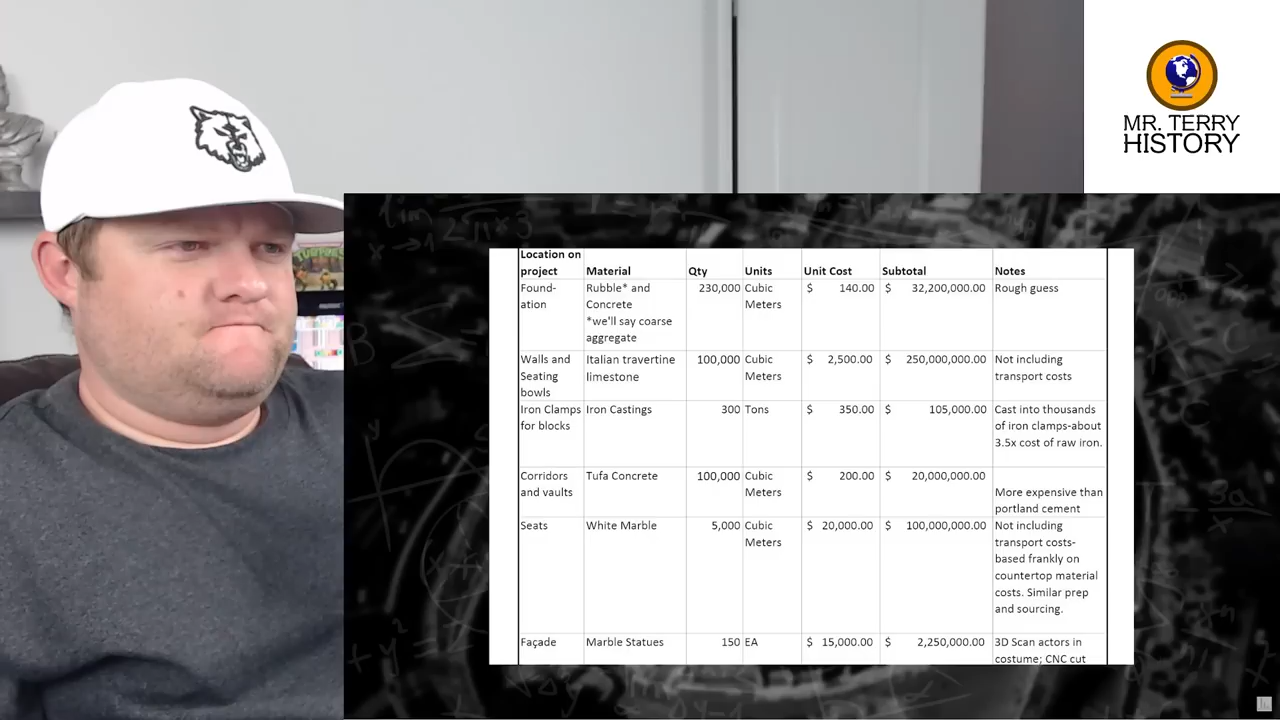 MR. TERRY
HISTORY
TURTLES
Location on
project Material Qty Units Unit Cost Subtotal Notes
Found-
ation
Rubble* and
Concrete
*we'll say coarse
aggregate
230,000
Cubic
Meters
$ 140.00
$ 32,200,000.00
Rough guess
Walls and
Seating
bowls
Italian travertine
limestone
100,000
Cubic
Meters
$ 2,500.00
$ 250,000,000.00
Not including
transport costs
Iron Clamps
for blocks
Iron Castings
300
Tons
$ 350.00
$ 105,000.00
Cast into thousands
of iron clamps-about
3.5x cost of raw iron.
Corridors
and vaults
Tufa Concrete
100,000
Cubic
Meters
$ 200.00
$ 20,000,000.00
More expensive than
portland cement
Seats
White Marble
5,000
Cubic
Meters
$ 20,000.00
$ 100,000,000.00
Not including
transport costs-
based frankly on
countertop material
costs. Similar prep
and sourcing.
Façade
Marble Statues
150
EA
$ 15,000.00
$ 2,250,000.00
3D Scan actors in
costume; CNC cut